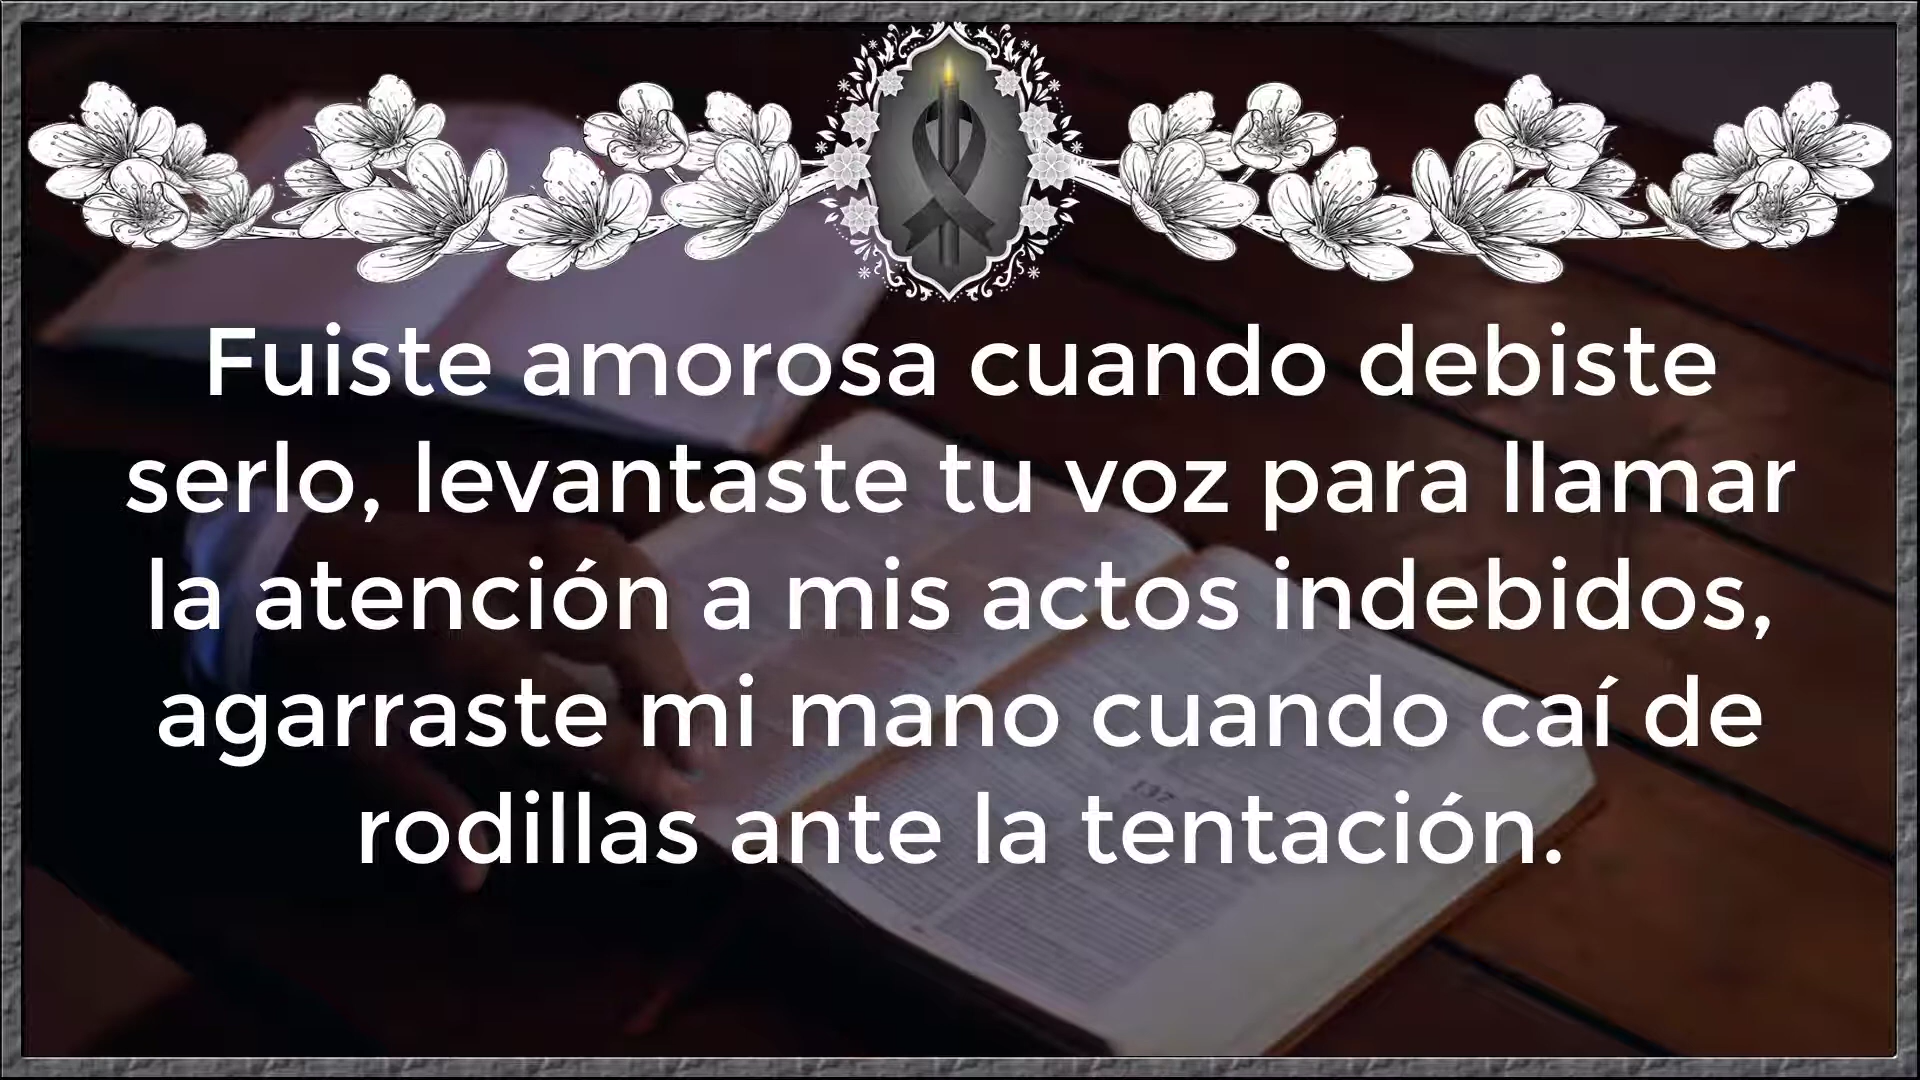 Fuiste amorosa cuando debiste
serlo, levantaste tu voz para llamar
la atención a mis actos indebidos,
agarraste mi mano cuando caí de
rodillas ante la tentación.
137